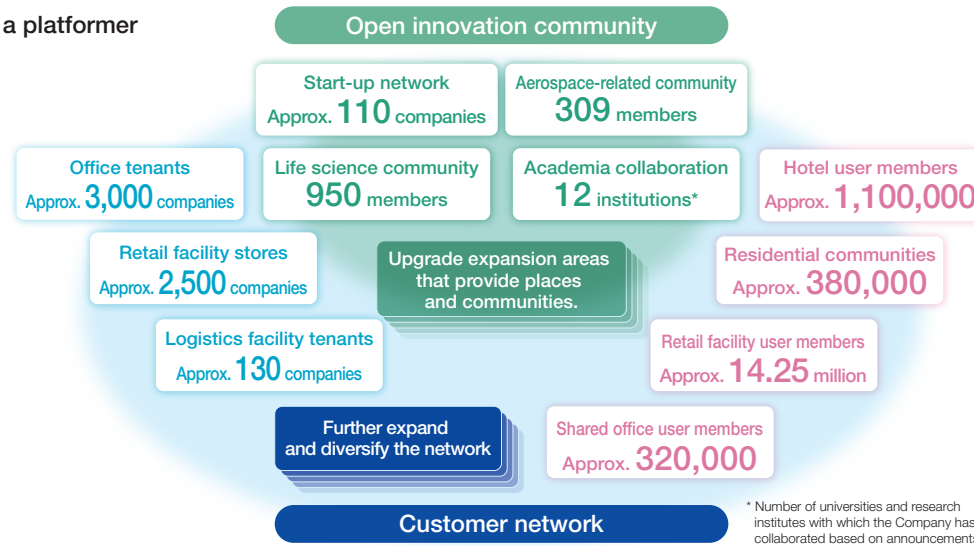 a platformer
Open innovation community
Start-up network
Approx. 110 companies
Aerospace-related community
309 members
Office tenants
Approx. 3,000 companies
Life science community
950 members
Academia collaboration
12 institutions*
Hotel user members
Approx. 1,100,000
Retail facility stores
Approx. 2,500 companies
Upgrade expansion areas
that provide places
and communities.
Residential communities
Approx. 380,000
Logistics facility tenants
Approx. 130 companies
Retail facility user members
Approx. 14.25 million
Further expand
and diversify the network
Shared office user members
Approx. 320,000
Customer network
* Number of universities and research
institutes with which the Company has
collaborated based on announcements